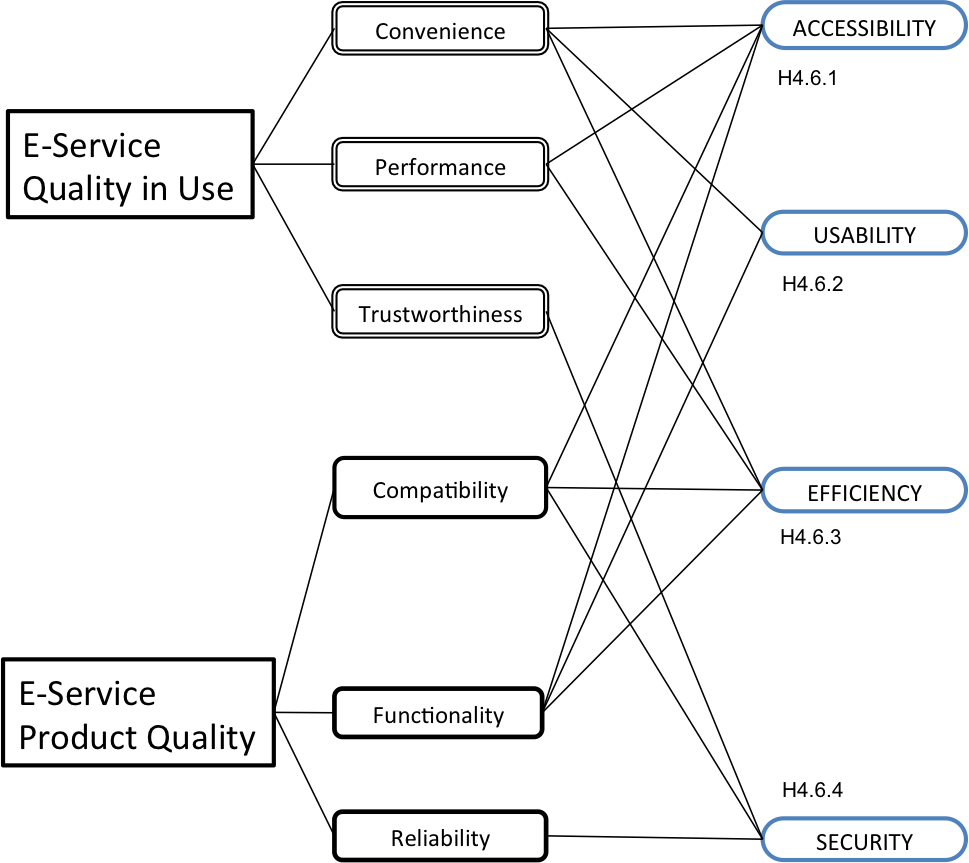 E-Service
Quality in Use
Convenience
Performance
Trustworthiness
E-Service
Product Quality
Compatibility
Functionality
Reliability
ACCESSIBILITY
H4.6.1
USABILITY
H4.6.2
EFFICIENCY
H4.6.3
H4.6.4
SECURITY